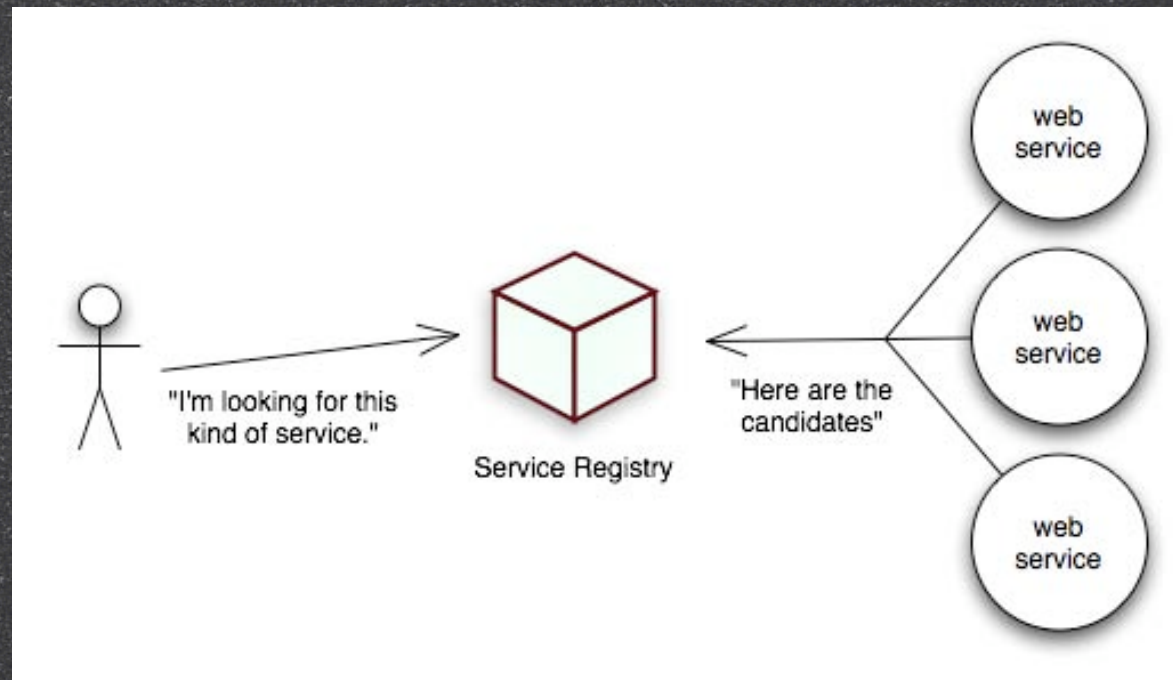 web
service
"I'm looking for this
kind of service."
Service Registry
"Here are the
candidates"
web
service
web
service